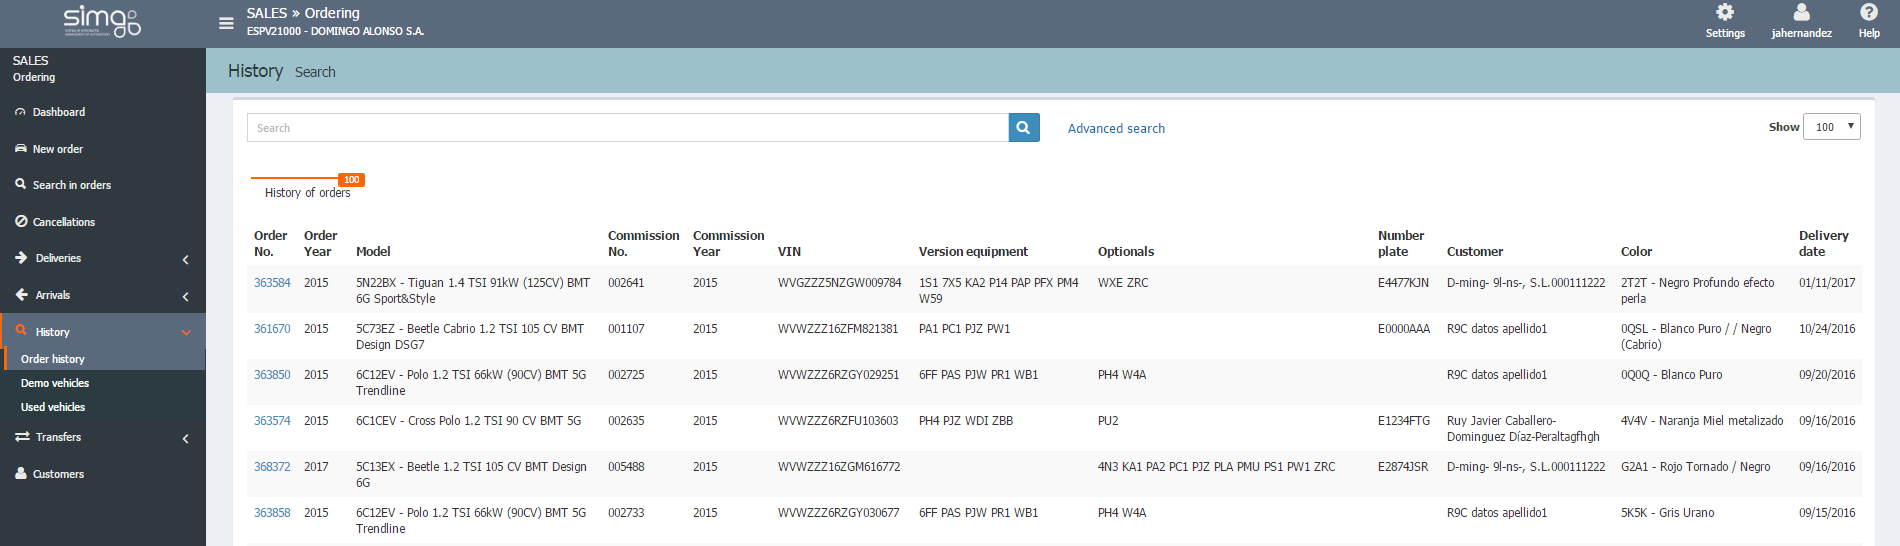 simgo
SALES » Ordering
ESPV21000 - DOMINGO ALONSO S.A.
Settings
jahernandez
Help
SALES
Ordering
Dashboard
New order
Search in orders
Cancellations
Deliveries
Arrivals
History
Order history
Demo vehicles
Used vehicles
Transfers
Customers
History Search
Search
Advanced search
Show 100
100
History of orders
Order Order Commission Commission Number Delivery
No. Year Model No. Year VIN Version equipment Optionals plate Customer Color date
363584 2015 5N22BX - Tiguan 1.4 TSI 91kW (125CV) BMT 002641 2015 WVGZZZ5NZGW009784 1S1 7X5 KA2 P14 PAP PFX PM4 WXE ZRC E4477KJN D-ming- 9l-ns-, S.L.000111222 2T2T - Negro Profundo efecto 01/11/2017
6G Sport&Style W59 perla
361670 2015 5C73EZ - Beetle Cabrio 1.2 TSI 105 CV BMT 001107 2015 WVWZZZ16ZFM821381 PA1 PC1 PJZ PW1 E0000AAA R9C datos apellido1 0QSL - Blanco Puro / / Negro 10/24/2016
Design DSG7 (Cabrio)
363850 2015 6C12EV - Polo 1.2 TSI 66kW (90CV) BMT 5G 002725 2015 WVWZZZ6RZGY029251 6FF PAS PJW PR1 WB1 PH4 W4A R9C datos apellido1 0Q0Q - Blanco Puro 09/20/2016
Trendline
363574 2015 6C1CEV - Cross Polo 1.2 TSI 90 CV BMT 5G 002635 2015 WVWZZZ6RZFU103603 PH4 PJZ WDI ZBB PU2 E1234FTG Ruy Javier Caballero- 4V4V - Naranja Miel metalizado 09/16/2016
Dominguez Díaz-Peraltagfhgh
368372 2017 5C13EX - Beetle 1.2 TSI 105 CV BMT Design 005488 2015 WVWZZZ16ZGM616772 4N3 KA1 PA2 PC1 PJZ PLA PMU PS1 PW1 ZRC E2874JSR D-ming- 9l-ns-, S.L.000111222 G2A1 - Rojo Tornado / Negro 09/16/2016
6G
363858 2015 6C12EV - Polo 1.2 TSI 66kW (90CV) BMT 5G 002733 2015 WVWZZZ6RZGY030677 6FF PAS PJW PR1 WB1 PH4 W4A R9C datos apellido1 5K5K - Gris Urano 09/15/2016
Trendline